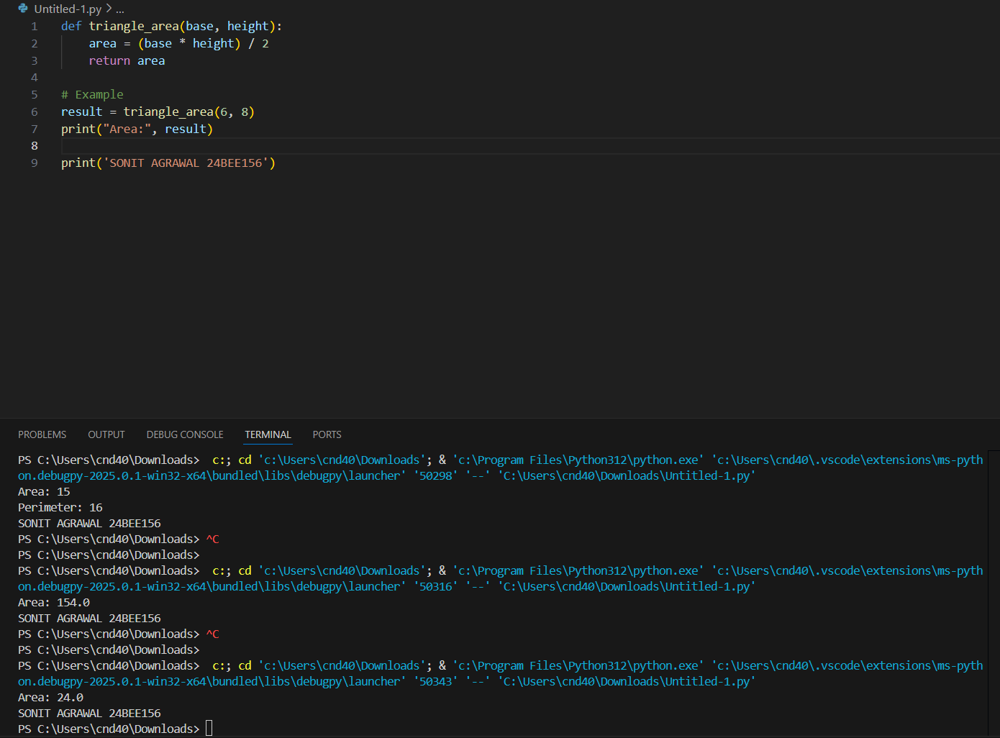 Untitled-1.py > ...
1 def triangle_area(base, height):
2     area = (base * height) / 2
3     return area
4
5 # Example
6 result = triangle_area(6, 8)
7 print("Area:", result)
8
9 print('SONIT AGRAWAL 24BEE156')
PROBLEMS OUTPUT DEBUG CONSOLE TERMINAL PORTS
PS C:\Users\cnd40\Downloads>  c:; cd 'c:\Users\cnd40\Downloads'; & 'c:\Program Files\Python312\python.exe' 'c:\Users\cnd40\.vscode\extensions\ms-pyth
on.debugpy-2025.0.1-win32-x64\bundled\libs\debugpy\launcher' '50298' '--' 'C:\Users\cnd40\Downloads\Untitled-1.py'
Area: 15
Perimeter: 16
SONIT AGRAWAL 24BEE156
PS C:\Users\cnd40\Downloads> ^C
PS C:\Users\cnd40\Downloads>
PS C:\Users\cnd40\Downloads>  c:; cd 'c:\Users\cnd40\Downloads'; & 'c:\Program Files\Python312\python.exe' 'c:\Users\cnd40\.vscode\extensions\ms-pyth
on.debugpy-2025.0.1-win32-x64\bundled\libs\debugpy\launcher' '50316' '--' 'C:\Users\cnd40\Downloads\Untitled-1.py'
Area: 154.0
SONIT AGRAWAL 24BEE156
PS C:\Users\cnd40\Downloads> ^C
PS C:\Users\cnd40\Downloads>
PS C:\Users\cnd40\Downloads>  c:; cd 'c:\Users\cnd40\Downloads'; & 'c:\Program Files\Python312\python.exe' 'c:\Users\cnd40\.vscode\extensions\ms-pyth
on.debugpy-2025.0.1-win32-x64\bundled\libs\debugpy\launcher' '50343' '--' 'C:\Users\cnd40\Downloads\Untitled-1.py'
Area: 24.0
SONIT AGRAWAL 24BEE156
PS C:\Users\cnd40\Downloads>